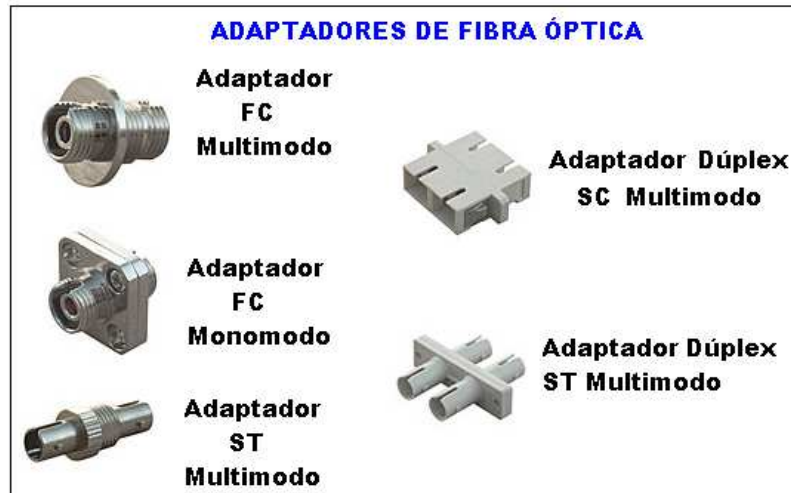 ADAPTADORES DE FIBRA ÓPTICA
Adaptador
FC
Multimodo
Adaptador
FC
Monomodo
Adaptador
ST
Multimodo
Adaptador Dúplex
SC Multimodo
Adaptador Dúplex
ST Multimodo